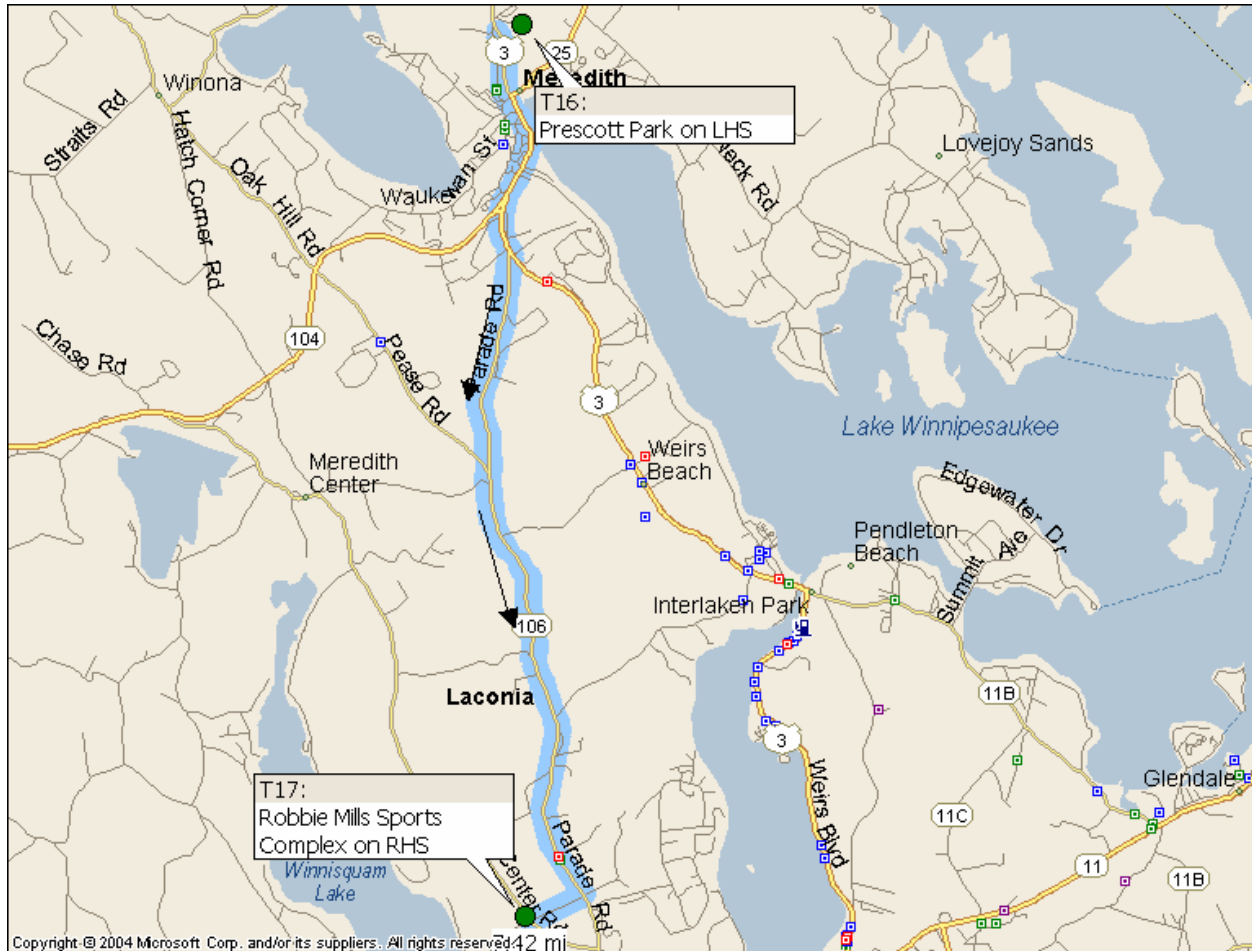 3
25
Meredith
Winona
T16:
Prescott Park on LHS
Straits Rd
Hatch Corner Rd
Oak Hill Rd
Waukewan St
Neck Rd
Lovejoy Sands
Parade Rd
104
Chase Rd
Pease Rd
3
Lake Winnipesaukee
Meredith
Center
Weirs
Beach
Edgewater Dr
Pendleton
Beach
Summit Ave
Interlaken Park
106
Laconia
11B
3
Weirs Blvd
Glendale
T17:
Robbie Mills Sports
Complex on RHS
11C
Parade Rd
11
11B
Winnisquam
Lake
Center Rd
42 mi
Copyright © 2004 Microsoft Corp. and/or its suppliers. All rights reserved.